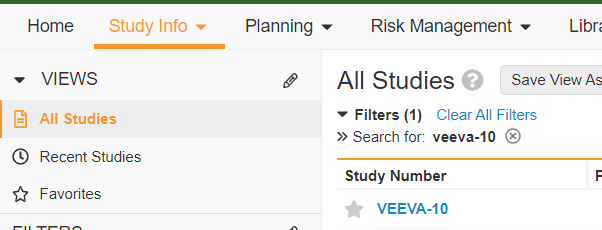 Home Study Info Planning Risk Management Libra
VIEWS
All Studies
Recent Studies
Favorites
All Studies ? Save View As
Filters (1) Clear All Filters
Search for: veeva-10
Study Number F
VEEVA-10